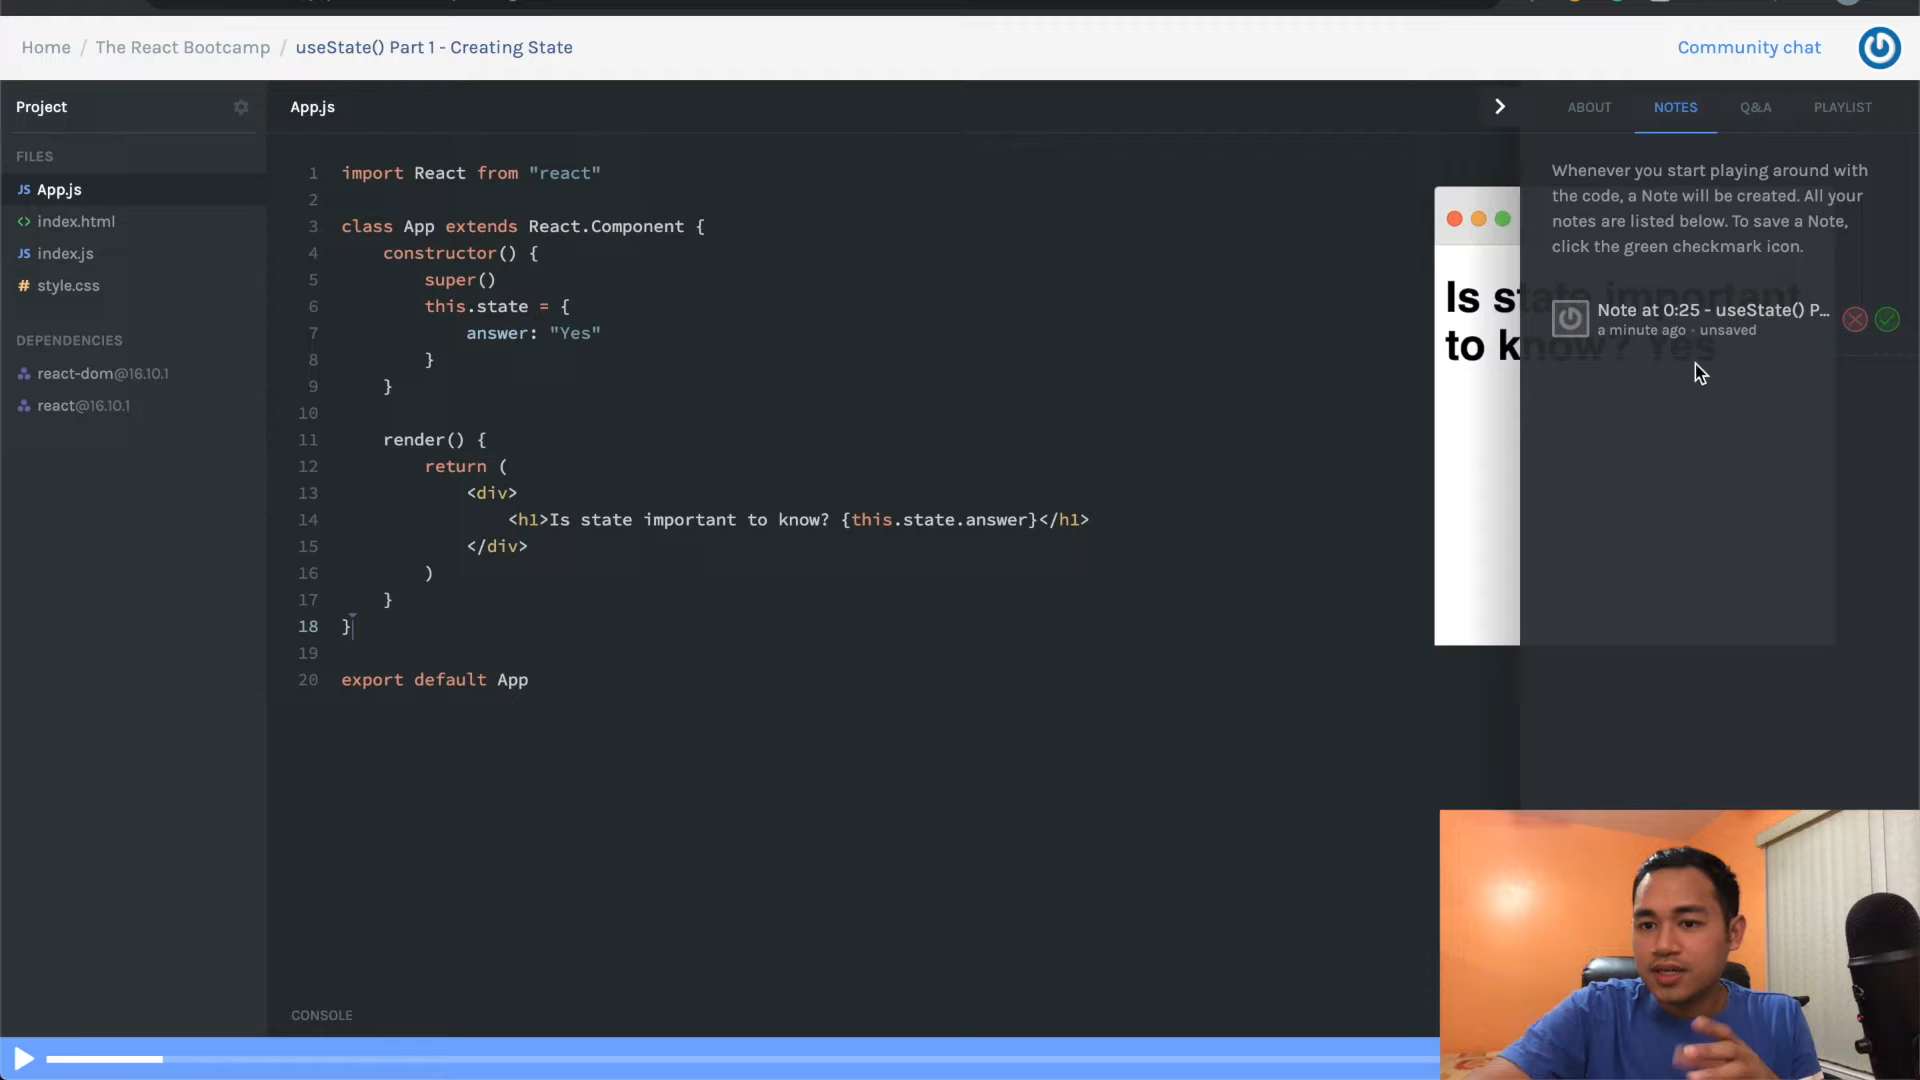 Home / The React Bootcamp / useState() Part 1 - Creating State
Community chat
Project
FILES
JS App.js
<> index.html
JS index.js
# style.css
DEPENDENCIES
react-dom@16.10.1
react@16.10.1
App.js
1 import React from "react"
2
3 class App extends React.Component {
4 constructor() {
5 super()
6 this.state = {
7 answer: "Yes"
8 }
9 }
10
11 render() {
12 return (
13 <div>
14 <h1>Is state important to know? {this.state.answer}</h1>
15 </div>
16 )
17 }
18 }
19
20 export default App
CONSOLE
ABOUT NOTES Q&A PLAYLIST
Whenever you start playing around with
the code, a Note will be created. All your
notes are listed below. To save a Note,
click the green checkmark icon.
Note at 0:25 - useState() P...
a minute ago · unsaved
Is state important
to know? Yes